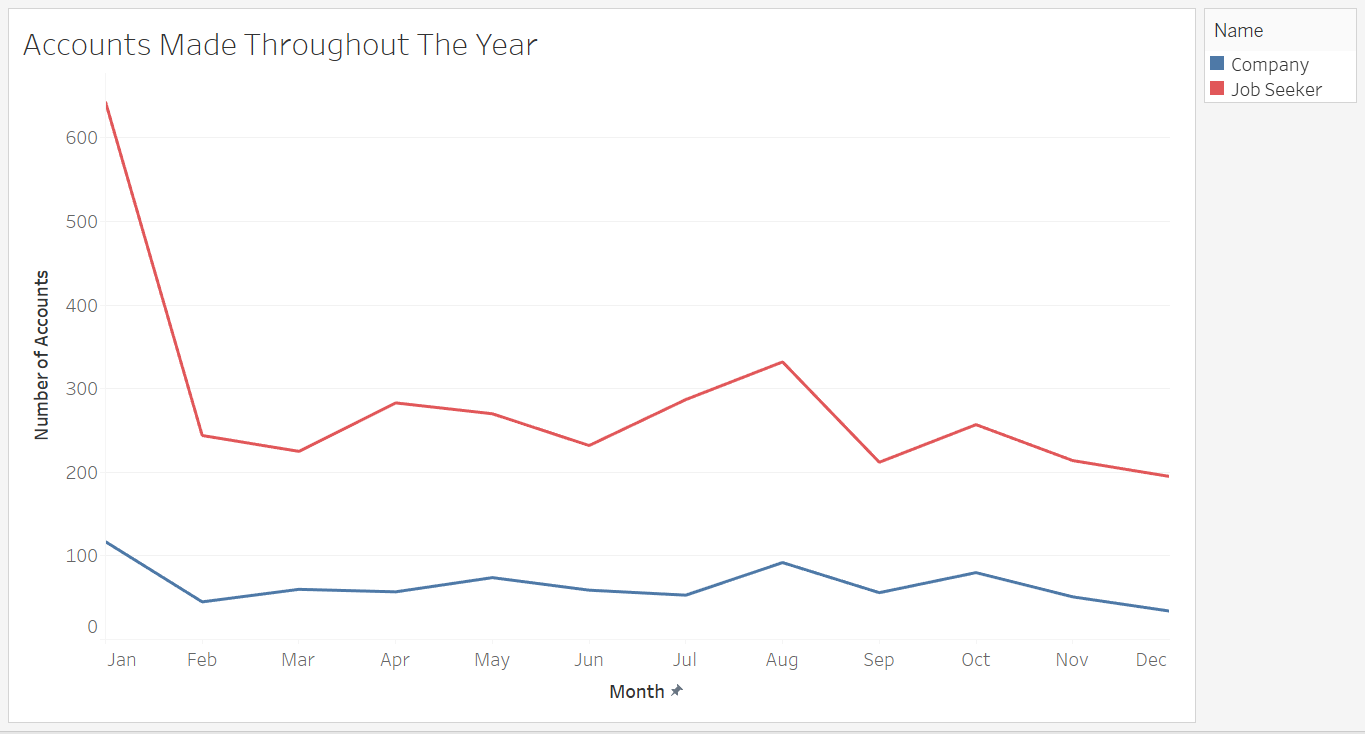 Accounts Made Throughout The Year
Name
Company
Job Seeker
Number of Accounts
600
500
400
300
200
100
0
Jan Feb Mar Apr May Jun Jul Aug Sep Oct Nov Dec
Month